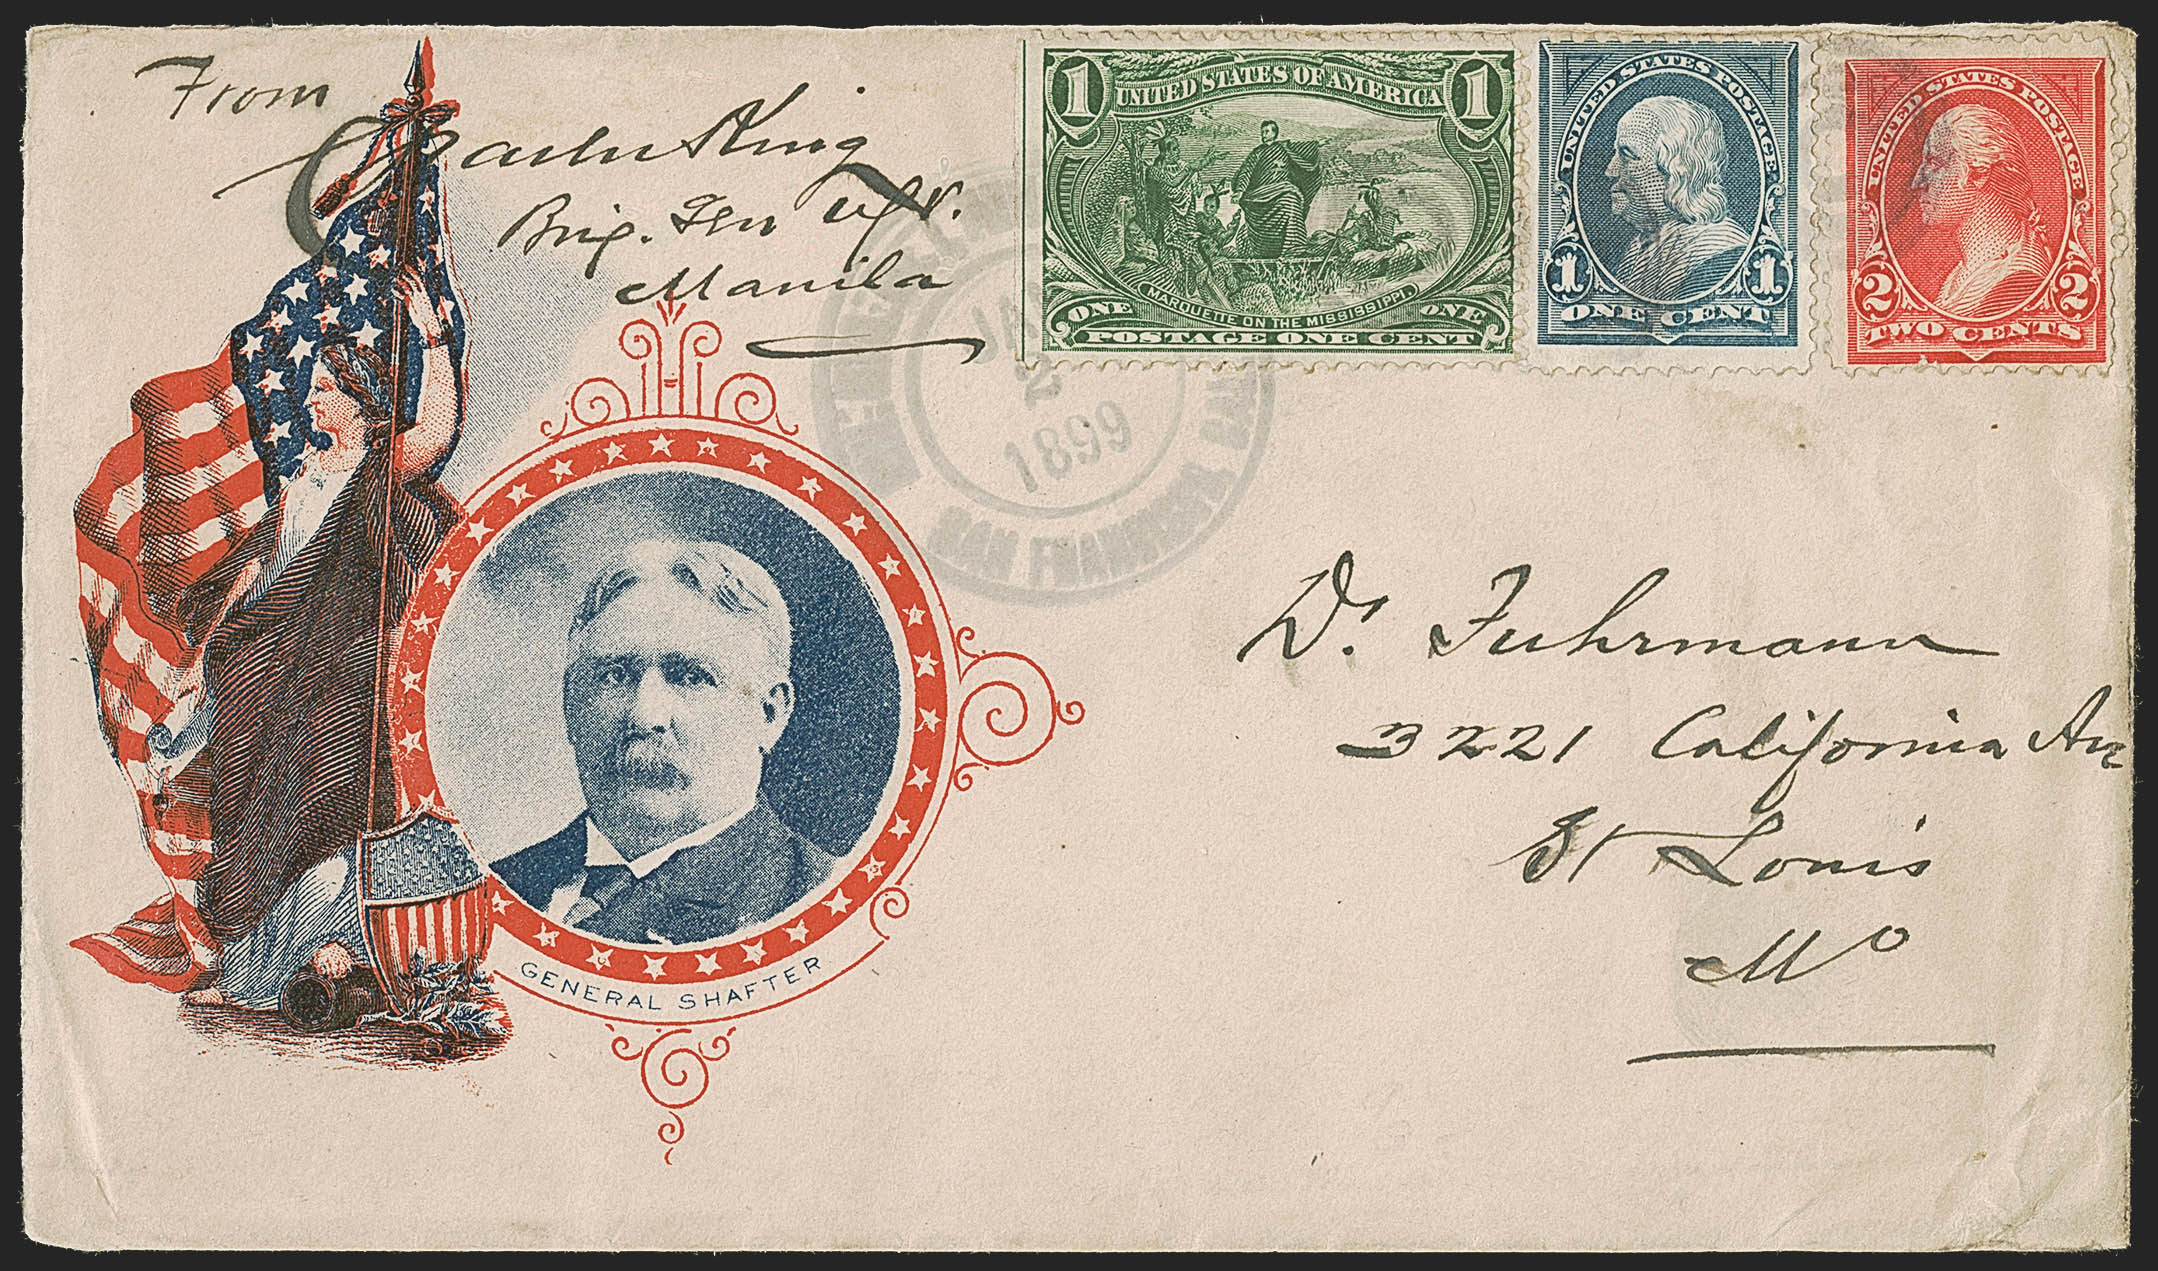 From
King
Brig. Gen
Manila
1 UNITED STATES OF AMERICA 1
MARQUETTE ON THE MISSISSIPPI.
ONE ONE
POSTAGE ONE CENT
UNITED STATES POSTAGE
1 1
ONE CENT
UNITED STATES POSTAGE
2 2
TWO CENTS
2
1899
SAN
Dr. Fuhrmann
3221 California Av
St Louis
Mo
GENERAL SHAFTER